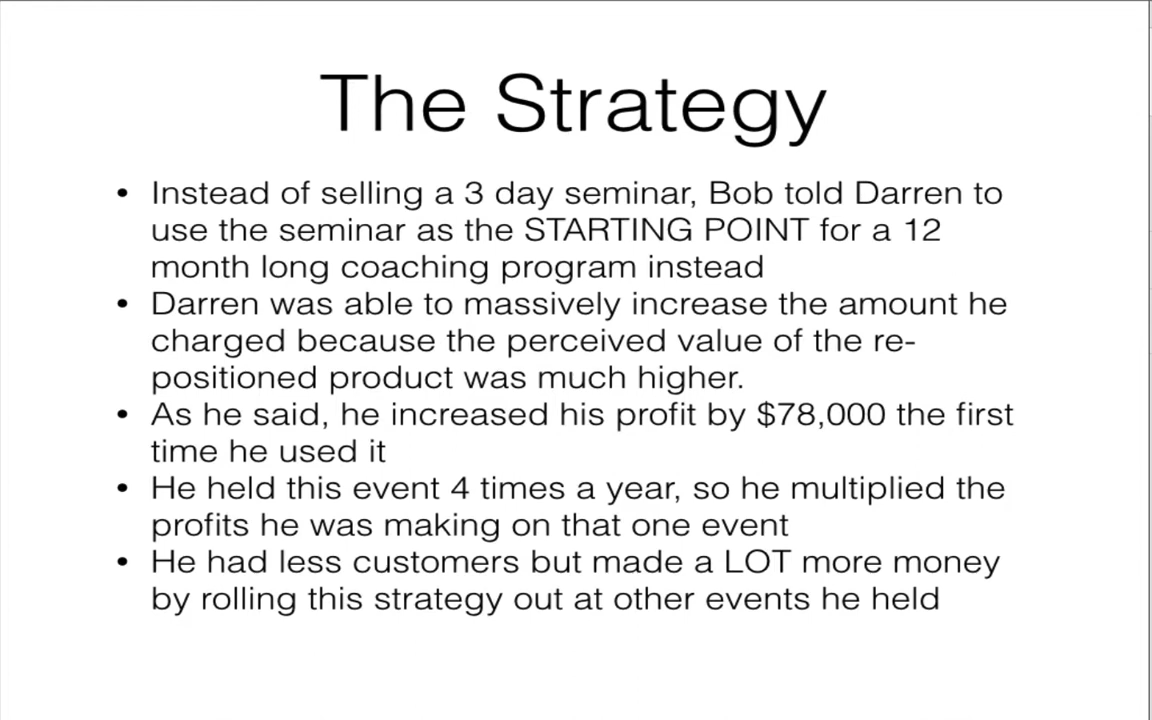 The Strategy
• Instead of selling a 3 day seminar, Bob told Darren to
use the seminar as the STARTING POINT for a 12
month long coaching program instead
• Darren was able to massively increase the amount he
charged because the perceived value of the re-
positioned product was much higher.
• As he said, he increased his profit by $78,000 the first
time he used it
• He held this event 4 times a year, so he multiplied the
profits he was making on that one event
• He had less customers but made a LOT more money
by rolling this strategy out at other events he held